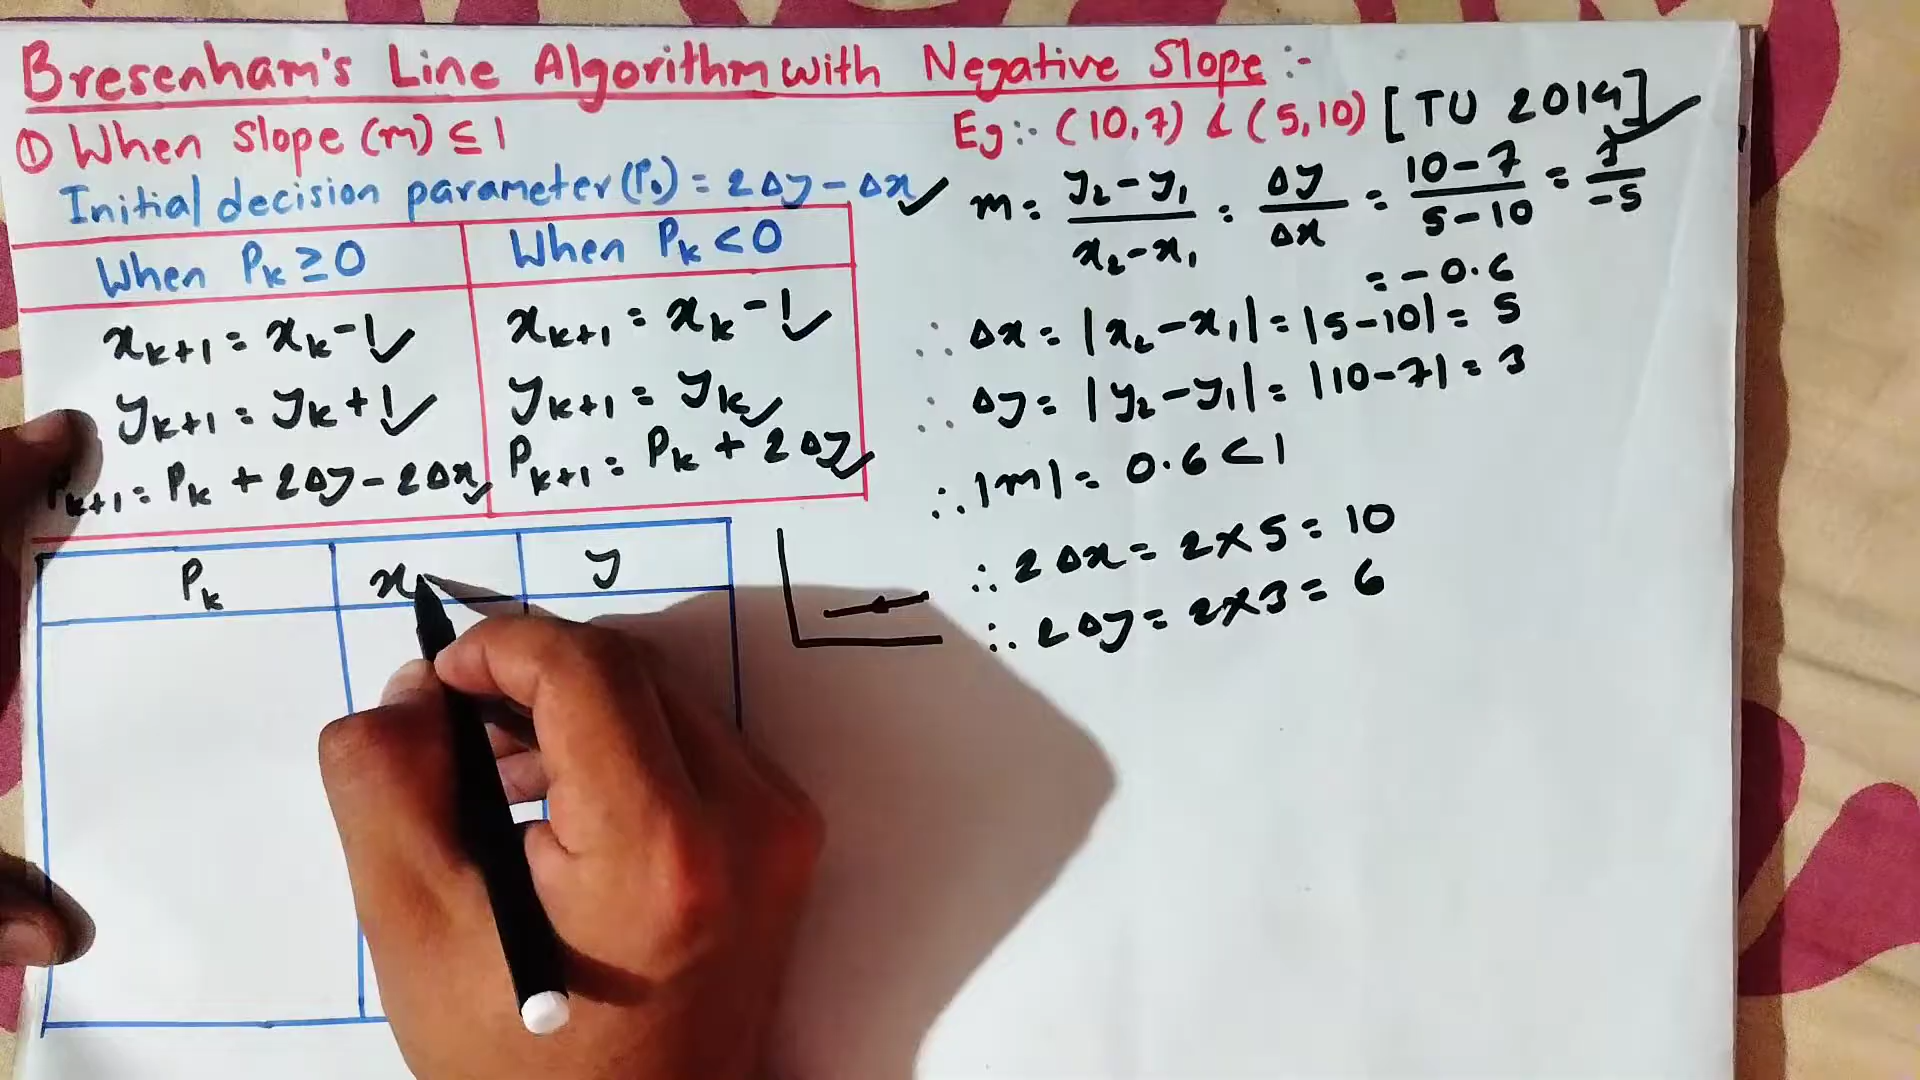 Bresenham's Line Algorithm with Negative Slope :-
① When Slope (m) ≤ 1
Initial decision parameter (P₀) = 2Δy - Δx ✓
When Pₖ ≥ 0
xₖ₊₁ = xₖ - 1 ✓
yₖ₊₁ = yₖ + 1 ✓
Pₖ₊₁ = Pₖ + 2Δy - 2Δx ✓
When Pₖ < 0
xₖ₊₁ = xₖ - 1 ✓
yₖ₊₁ = yₖ ✓
Pₖ₊₁ = Pₖ + 2Δy ✓
Pₖ x y
Eg :- (10,7) & (5,10) [TU 2014] ✓
m = y₂ - y₁ / x₂ - x₁ = Δy / Δx = 10 - 7 / 5 - 10 = 3 / -5
= -0.6
∴ Δx = |x₂ - x₁| = |5 - 10| = 5
∴ Δy = |y₂ - y₁| = |10 - 7| = 3
∴ |m| = 0.6 < 1
∴ 2Δx = 2 × 5 = 10
∴ 2Δy = 2 × 3 = 6